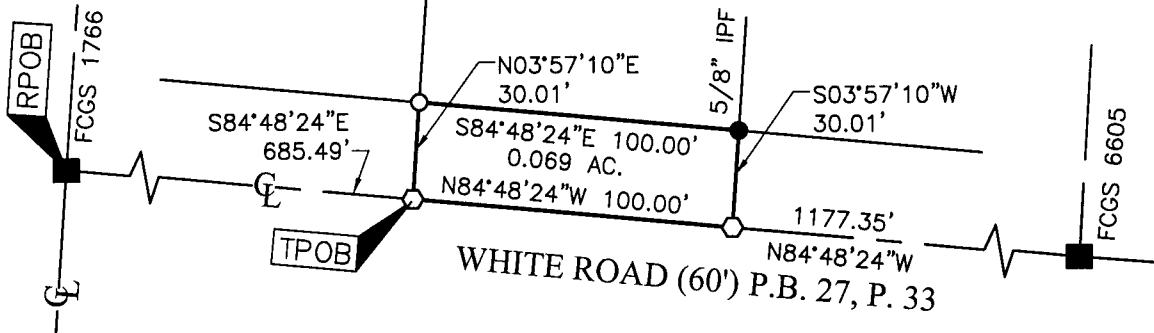 RPOB
FCGS 1766
S84°48'24"E
685.49'
N03°57'10"E
30.01'
5/8" IPF
S03°57'10"W
30.01'
FCGS 6605
S84°48'24"E 100.00'
0.069 AC.
N84°48'24"W 100.00'
CL
TPOB
1177.35'
N84°48'24"W
WHITE ROAD (60') P.B. 27, P. 33
CL